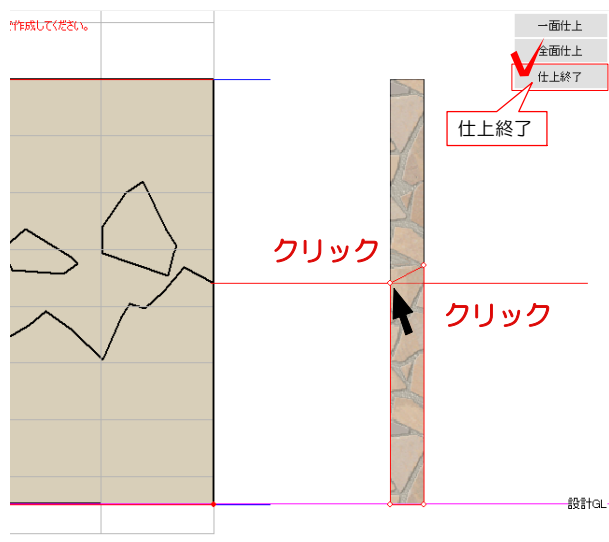 て作成してください。
一面仕上
全面仕上
仕上終了
仕上終了
クリック
クリック
設計GL